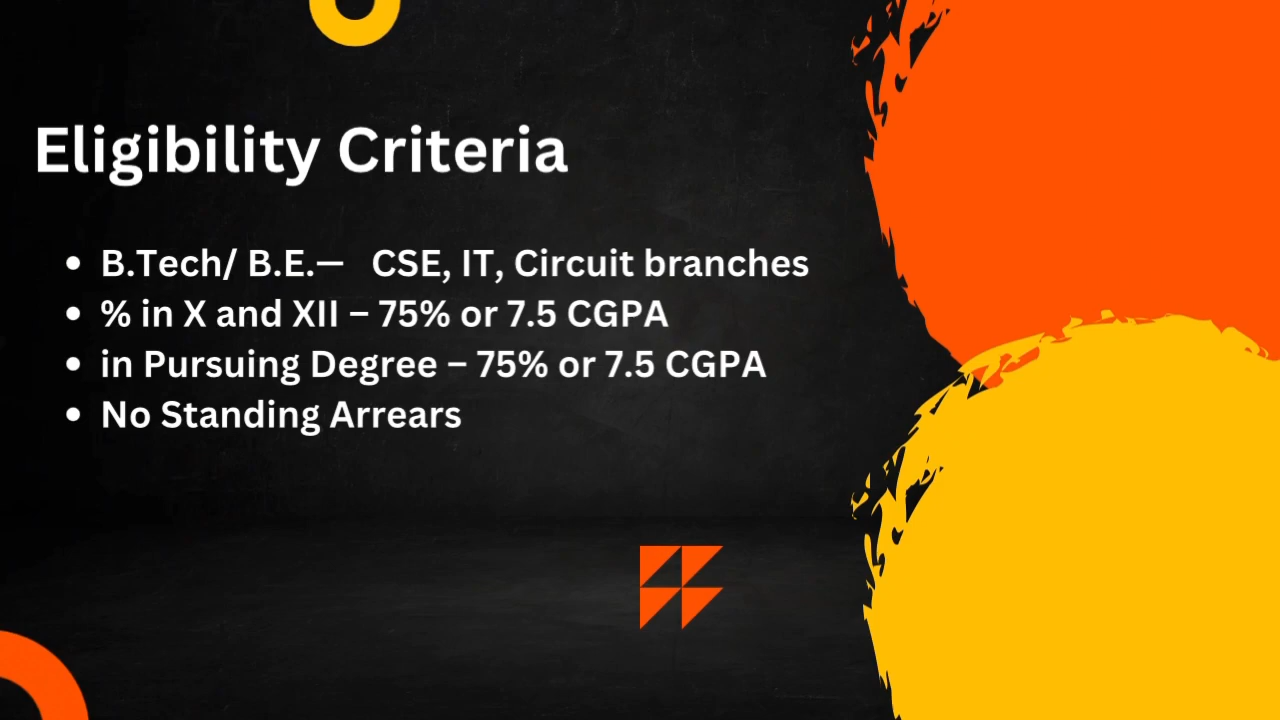 Eligibility Criteria
• B.Tech/ B.E.— CSE, IT, Circuit branches
• % in X and XII – 75% or 7.5 CGPA
• in Pursuing Degree – 75% or 7.5 CGPA
• No Standing Arrears